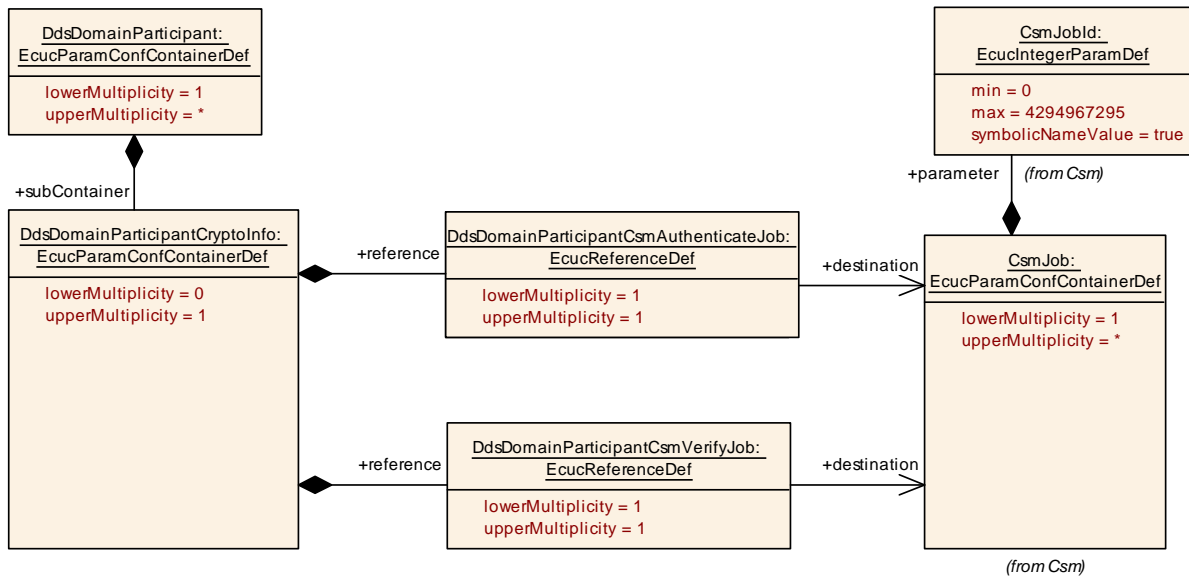 DdsDomainParticipant:
EcucParamConfContainerDef
lowerMultiplicity = 1
upperMultiplicity = *
+subContainer
DdsDomainParticipantCryptoInfo:
EcucParamConfContainerDef
lowerMultiplicity = 0
upperMultiplicity = 1
+reference
DdsDomainParticipantCsmAuthenticateJob:
EcucReferenceDef
lowerMultiplicity = 1
upperMultiplicity = 1
+destination
+reference
DdsDomainParticipantCsmVerifyJob:
EcucReferenceDef
lowerMultiplicity = 1
upperMultiplicity = 1
+destination
CsmJobId:
EcucIntegerParamDef
min = 0
max = 4294967295
symbolicNameValue = true
+parameter
(from Csm)
CsmJob:
EcucParamConfContainerDef
lowerMultiplicity = 1
upperMultiplicity = *
(from Csm)